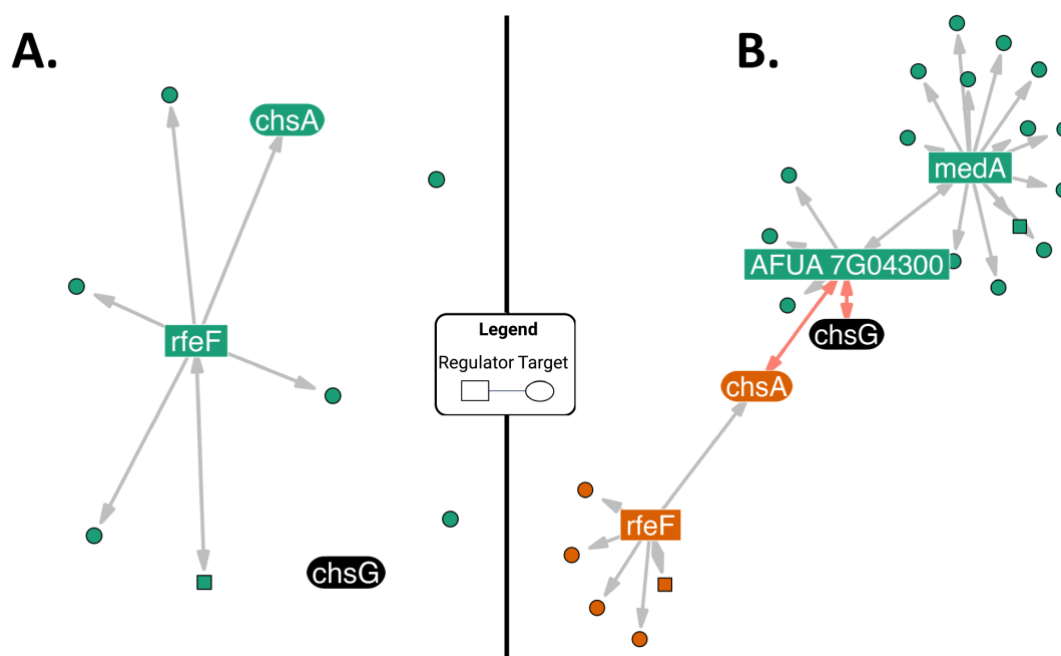 A.
chsA
rfeF
chsG
Legend
Regulator Target
B.
medA
AFUA 7G04300
chsG
chsA
rfeF